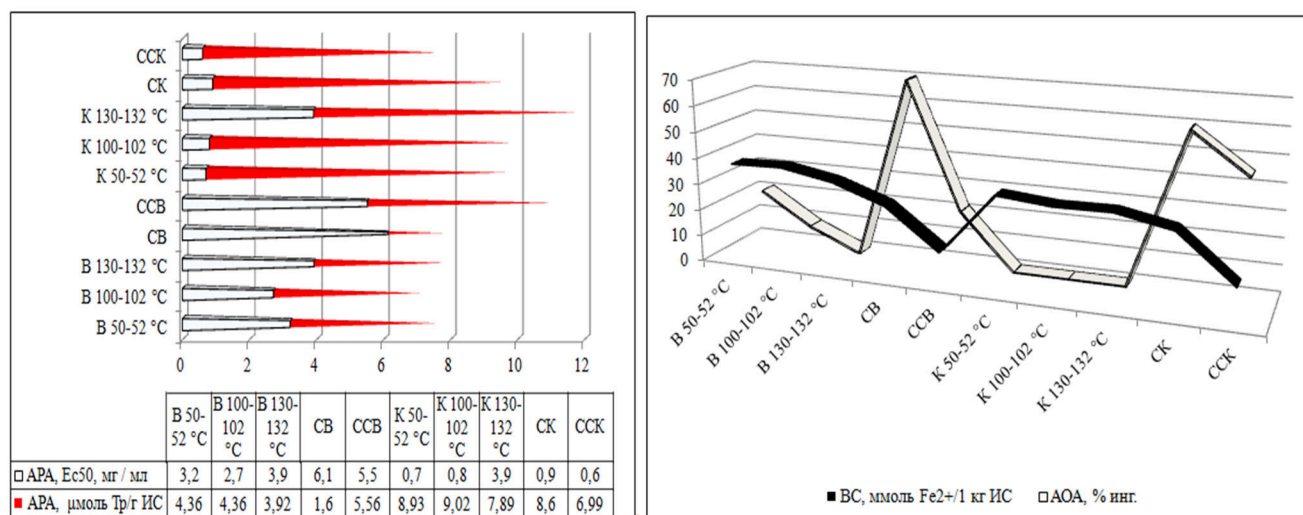 ССК
СК
К 130-132 °С
К 100-102 °С
К 50-52 °С
ССВ
СВ
В 130-132 °С
В 100-102 °С
В 50-52 °С
0 2 4 6 8 10 12
В 50-52 °С В 100-102 °С В 130-132 °С СВ ССВ К 50-52 °С К 100-102 °С К 130-132 °С СК ССК
АРА, Ес50, мг / мл 3,2 2,7 3,9 6,1 5,5 0,7 0,8 3,9 0,9 0,6
АРА, µмоль Тр/г ИС 4,36 4,36 3,92 1,6 5,56 8,93 9,02 7,89 8,6 6,99
70
60
50
40
30
20
10
0
В 50-52 °С
В 100-102 °С
В 130-132 °С
СВ
ССВ
К 50-52 °С
К 100-102 °С
К 130-132 °С
СК
ССК
ВС, ммоль Fe2+/1 кг ИС АОА, % инг.